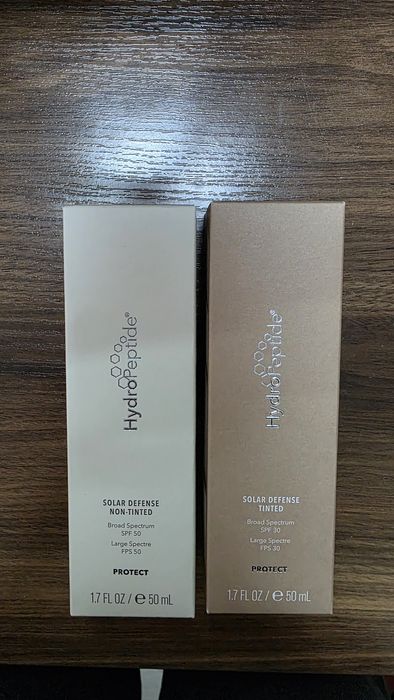 HydroPeptide®
SOLAR DEFENSE
NON-TINTED
Broad Spectrum
SPF 50
Large Spectre
FPS 50
PROTECT
1.7 FL OZ / ℮ 50 mL
HydroPeptide®
SOLAR DEFENSE
TINTED
Broad Spectrum
SPF 30
Large Spectre
FPS 30
PROTECT
1.7 FL OZ / ℮ 50 mL